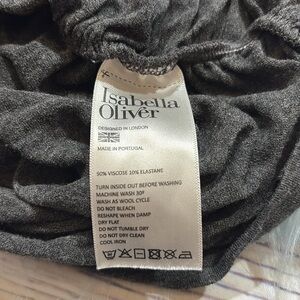 Isabella
Oliver
DESIGNED IN LONDON
MADE IN PORTUGAL
90% VISCOSE 10% ELASTANE
TURN INSIDE OUT BEFORE WASHING
MACHINE WASH 30º
WASH AS WOOL CYCLE
DO NOT BLEACH
RESHAPE WHEN DAMP
DRY FLAT
DO NOT TUMBLE DRY
DO NOT DRY CLEAN
COOL IRON